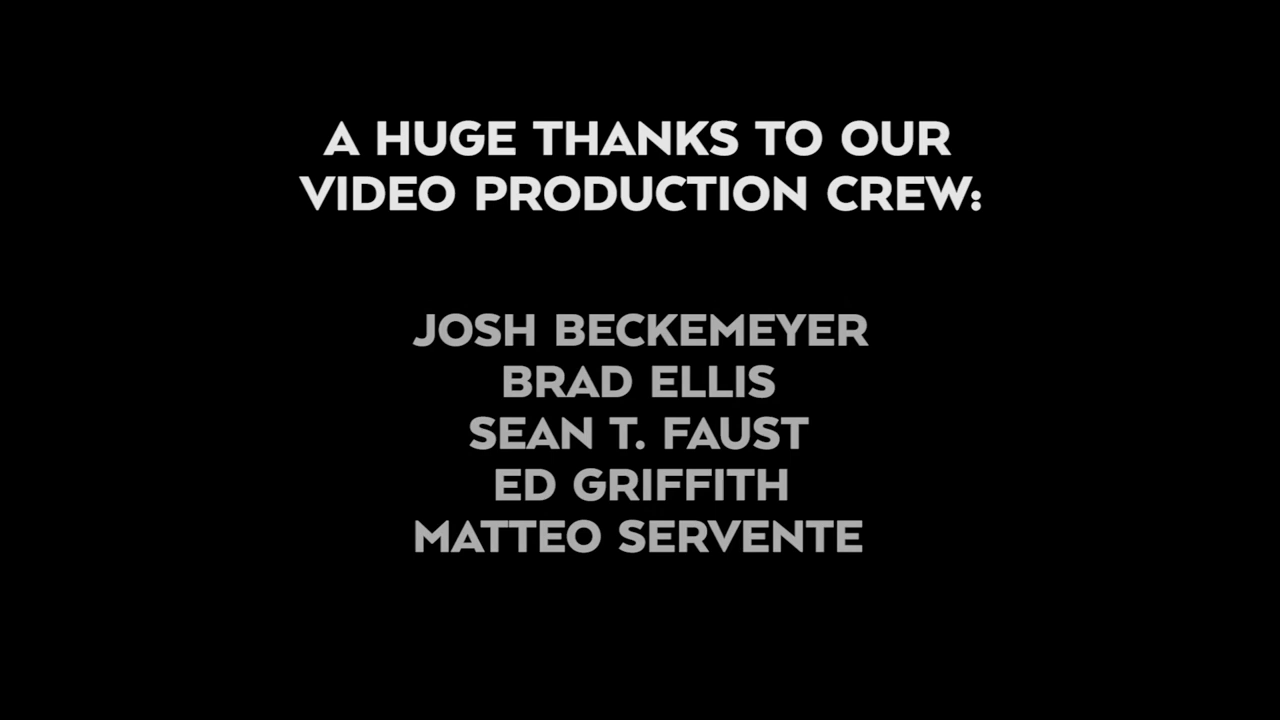 A HUGE THANKS TO OUR
VIDEO PRODUCTION CREW:
JOSH BECKEMEYER
BRAD ELLIS
SEAN T. FAUST
ED GRIFFITH
MATTEO SERVENTE